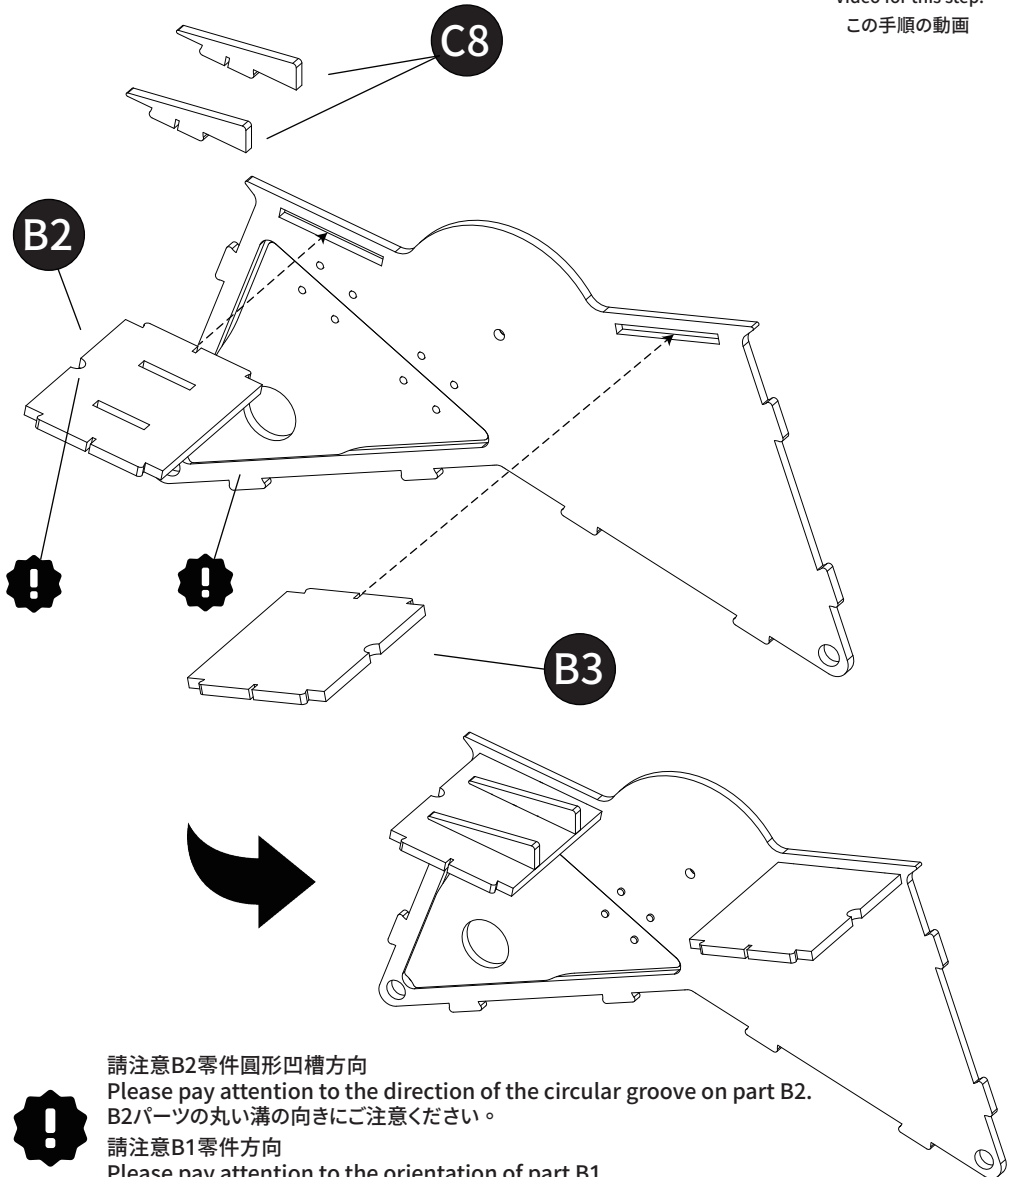 Video for this step.
この手順の動画
C8
B2
B3
請注意B2零件圓形凹槽方向
Please pay attention to the direction of the circular groove on part B2.
B2パーツの丸い溝の向きにご注意ください。
請注意B1零件方向
Please pay attention to the orientation of part B1